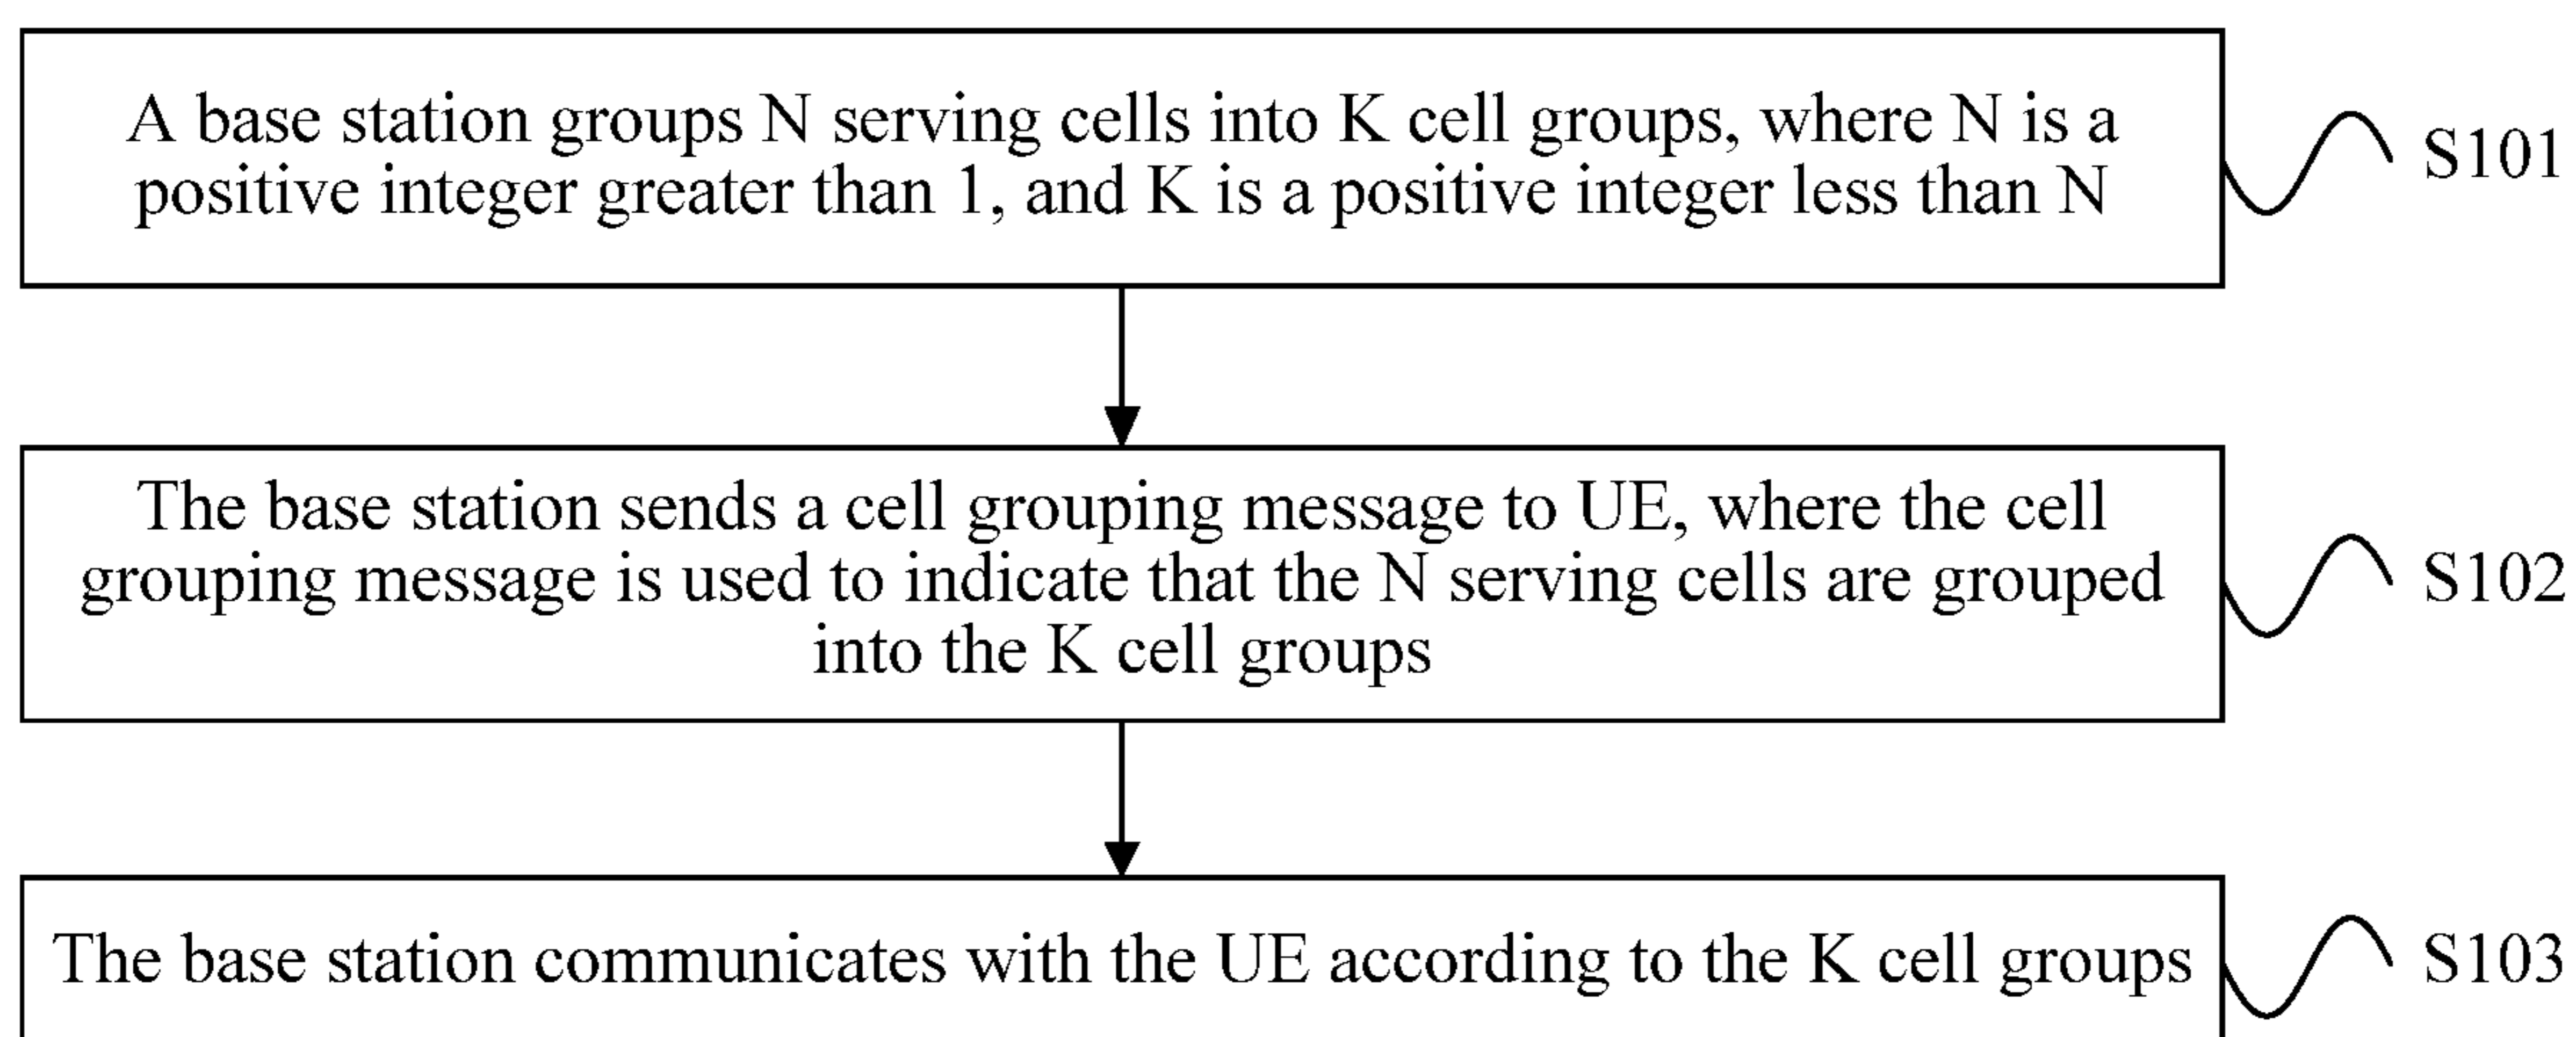 A base station groups N serving cells into K cell groups, where N is a
positive integer greater than 1, and K is a positive integer less than N
S101
The base station sends a cell grouping message to UE, where the cell
grouping message is used to indicate that the N serving cells are grouped
into the K cell groups
S102
The base station communicates with the UE according to the K cell groups
S103